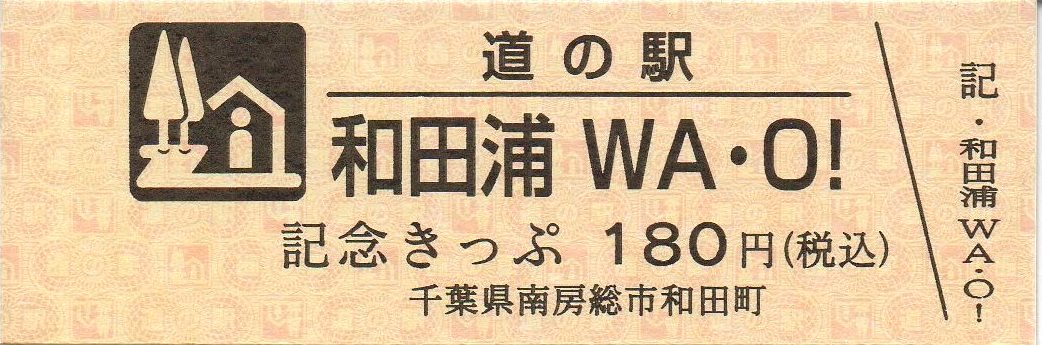 道の駅
和田浦 WA・O!
記念きっぷ 180円(税込)
千葉県南房総市和田町
記・和田浦WA・O!